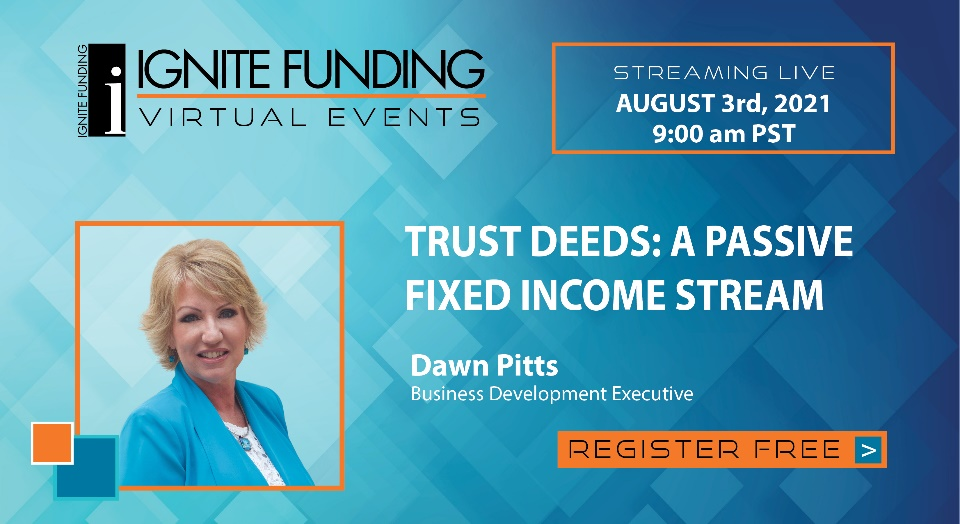 IGNITE FUNDING
i
IGNITE FUNDING
VIRTUAL EVENTS
STREAMING LIVE
AUGUST 3rd, 2021
9:00 am PST
TRUST DEEDS: A PASSIVE
FIXED INCOME STREAM
Dawn Pitts
Business Development Executive
REGISTER FREE >